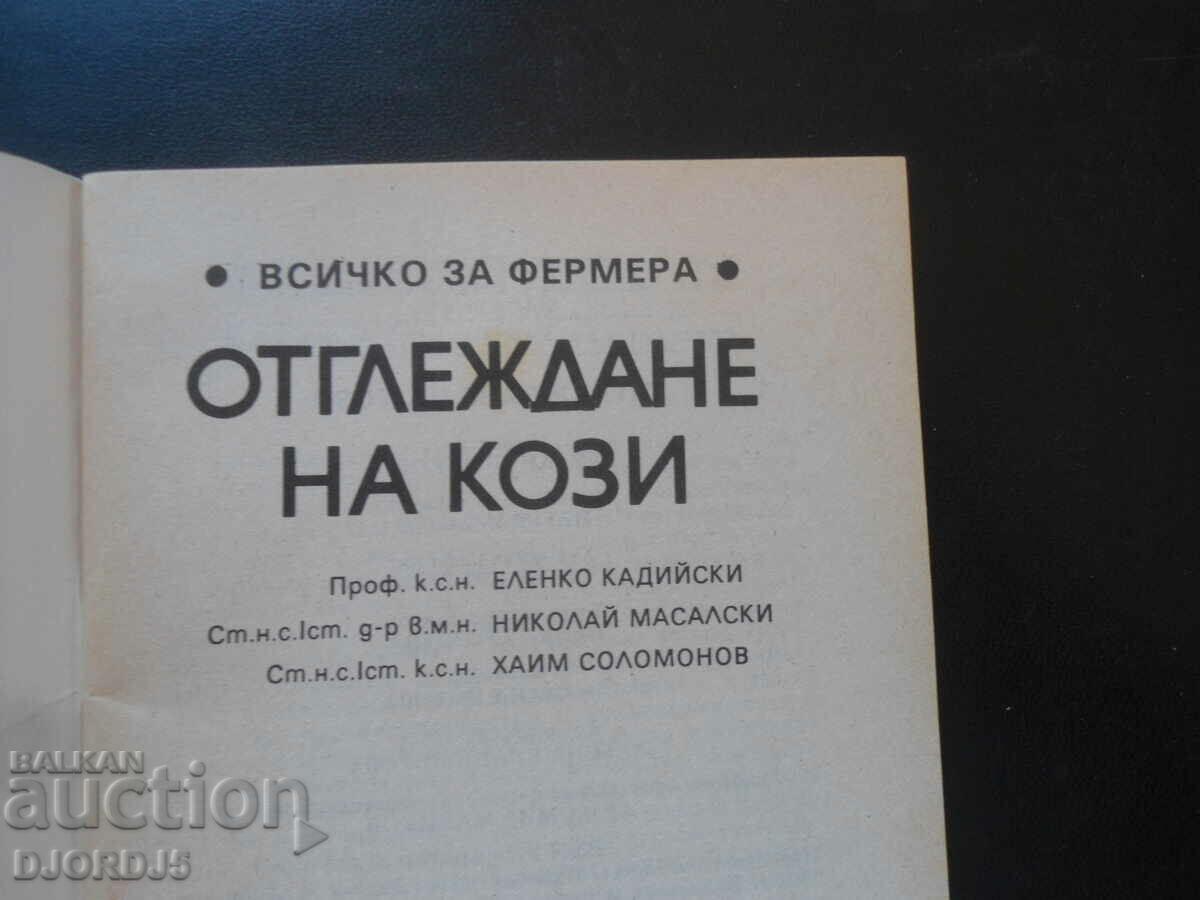 • ВСИЧКО ЗА ФЕРМЕРА •
ОТГЛЕЖДАНЕ
НА КОЗИ
Проф. к.с.н. ЕЛЕНКО КАДИЙСКИ
Ст.н.с.Iст. д-р в.м.н. НИКОЛАЙ МАСАЛСКИ
Ст.н.с.Iст. к.с.н. ХАИМ СОЛОМОНОВ
BALKAN
auction
DJORDJ5